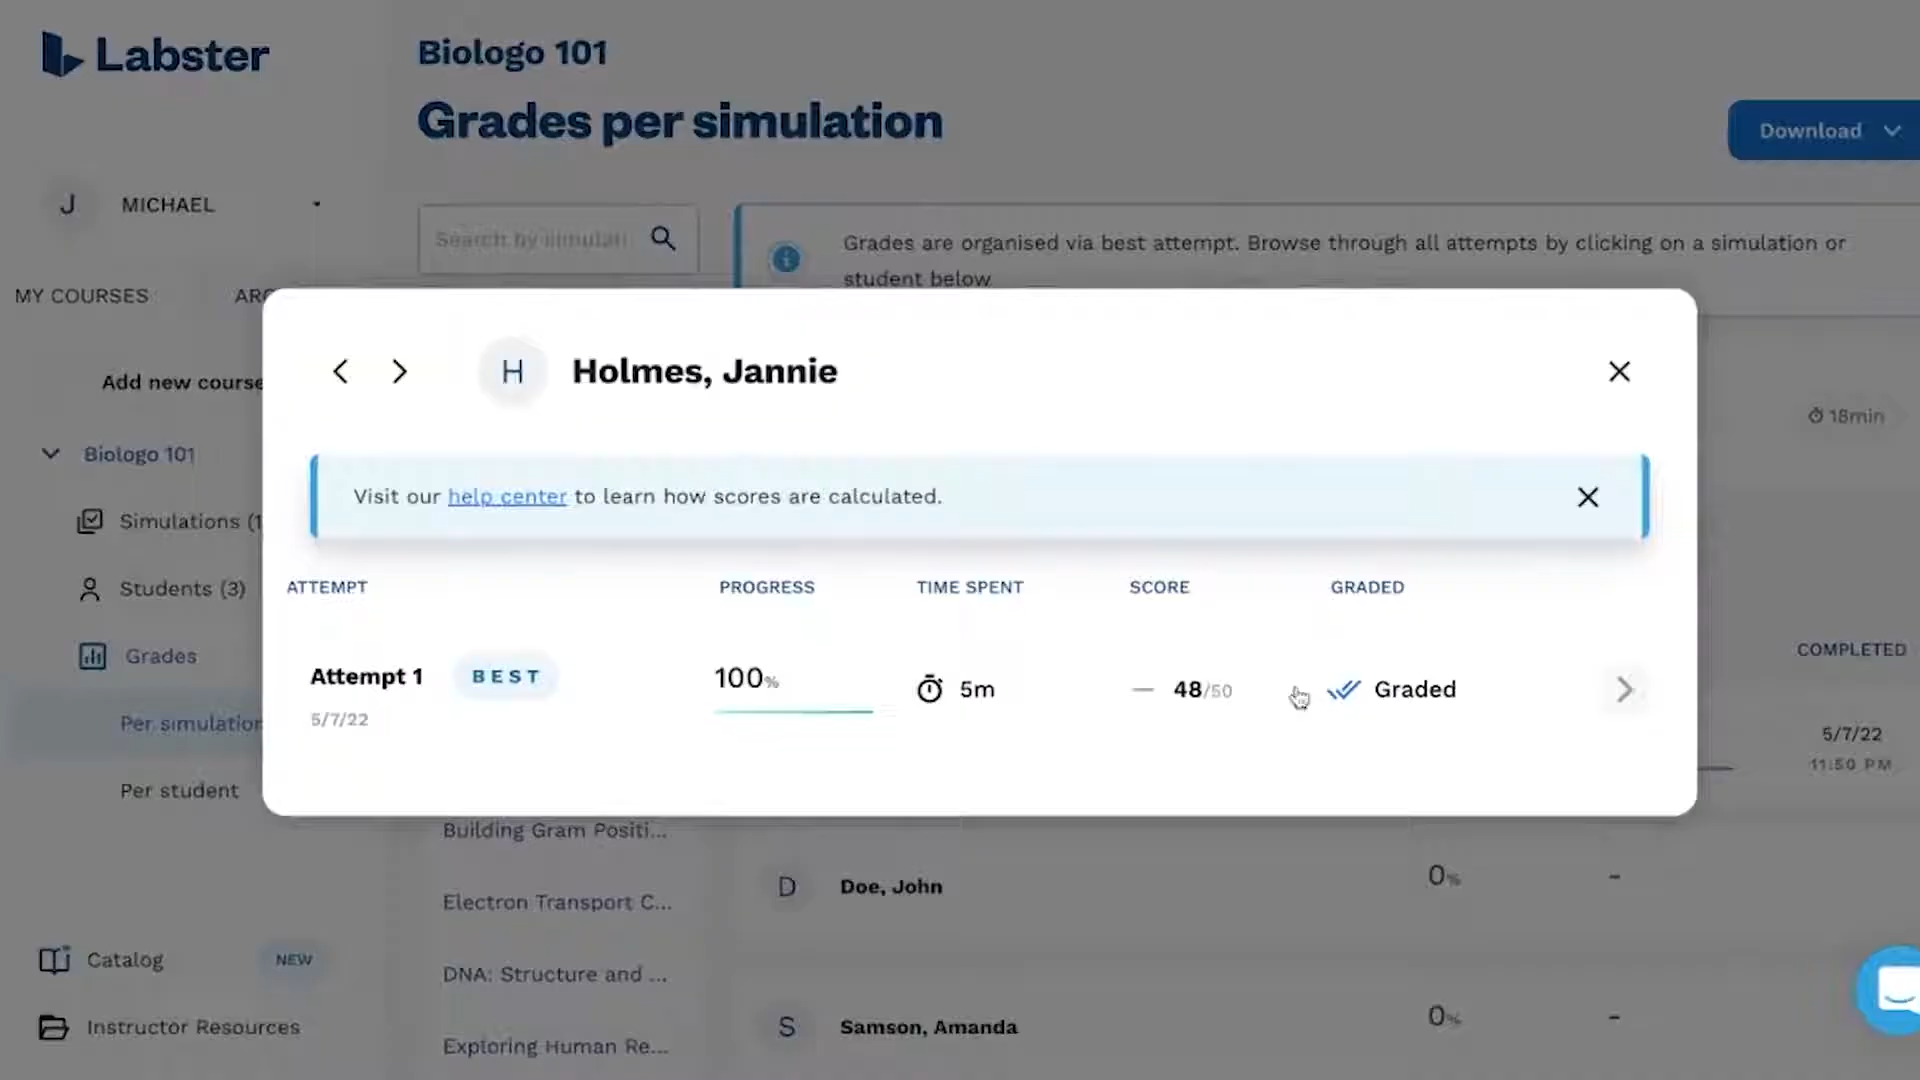 Labster
Biologo 101
Grades per simulation
Download
J
MICHAEL
Search by simulati
Grades are organised via best attempt. Browse through all attempts by clicking on a simulation or
student below
MY COURSES
ARC
Add new course
Biologo 101
Simulations (1
Students (3)
Grades
Per simulation
Per student
Catalog
NEW
Instructor Resources
H
Holmes, Jannie
Visit our help center to learn how scores are calculated.
ATTEMPT
PROGRESS
TIME SPENT
SCORE
GRADED
Attempt 1
BEST
100%
5m
— 48/50
Graded
5/7/22
18min
COMPLETED
5/7/22
11:50 PM
Building Gram Positi...
Electron Transport C...
DNA: Structure and ...
Exploring Human Re...
D
Doe, John
0%
-
S
Samson, Amanda
0%
-